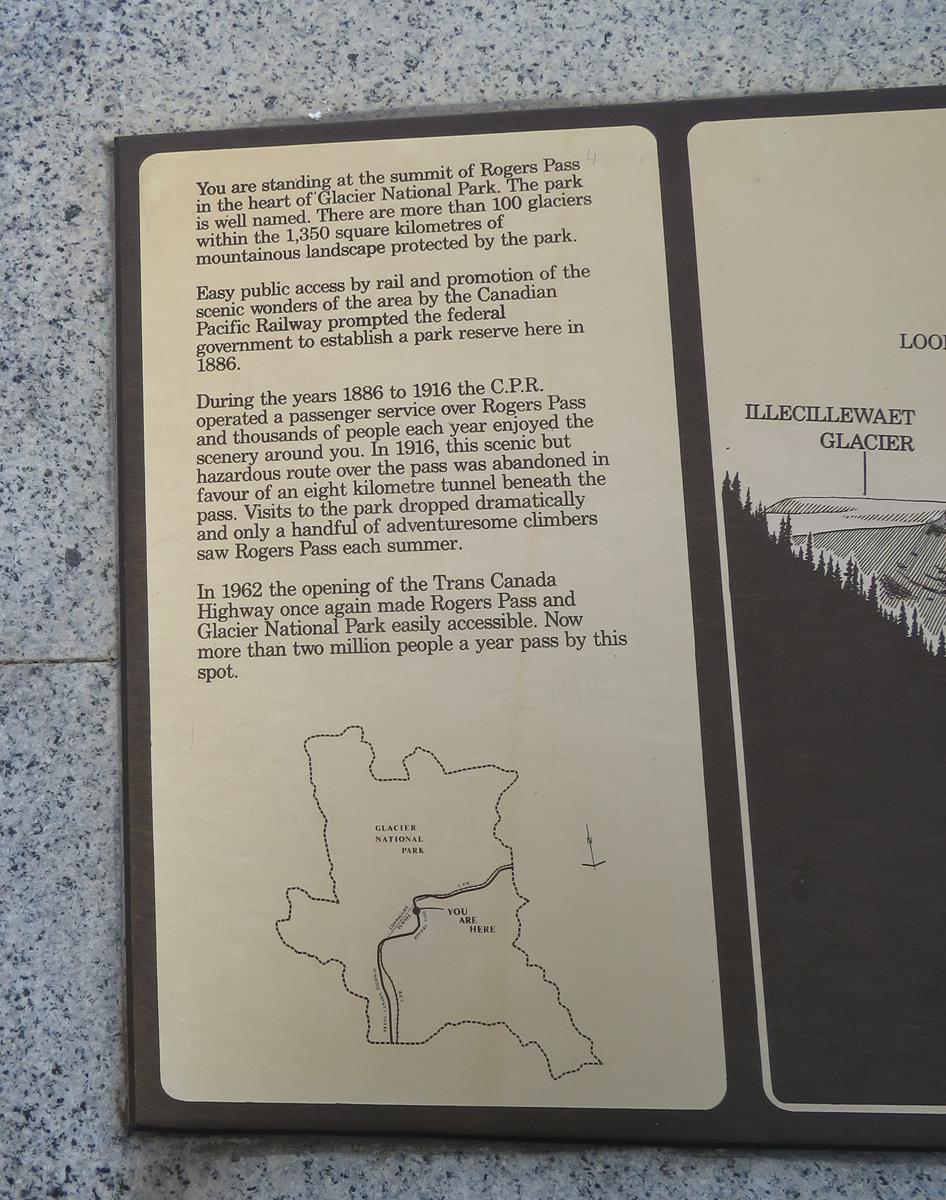 You are standing at the summit of Rogers Pass
in the heart of Glacier National Park. The park
is well named. There are more than 100 glaciers
within the 1,350 square kilometres of
mountainous landscape protected by the park.
Easy public access by rail and promotion of the
scenic wonders of the area by the Canadian
Pacific Railway prompted the federal
government to establish a park reserve here in
1886.
During the years 1886 to 1916 the C.P.R.
operated a passenger service over Rogers Pass
and thousands of people each year enjoyed the
scenery around you. In 1916, this scenic but
hazardous route over the pass was abandoned in
favour of an eight kilometre tunnel beneath the
pass. Visits to the park dropped dramatically
and only a handful of adventuresome climbers
saw Rogers Pass each summer.
In 1962 the opening of the Trans Canada
Highway once again made Rogers Pass and
Glacier National Park easily accessible. Now
more than two million people a year pass by this
spot.
GLACIER
NATIONAL
PARK
C.P.R.
CONNAUGHT
TUNNEL
ROGERS PASS
YOU
ARE
HERE
TRANS CANADA HIGHWAY
C.P.R.
N
LOO
ILLECILLEWAET
GLACIER